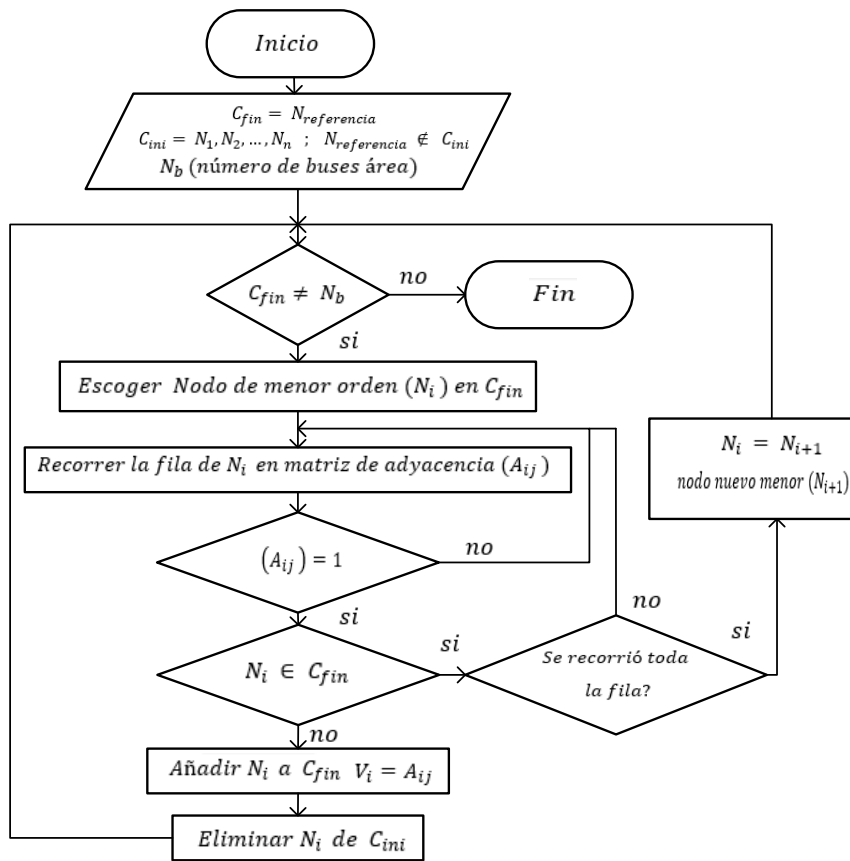 Inicio
C_fin = N_referencia
C_ini = N_1, N_2, ..., N_n ; N_referencia ∉ C_ini
N_b (número de buses área)
C_fin ≠ N_b
no
Fin
si
Escoger Nodo de menor orden (N_i) en C_fin
Recorrer la fila de N_i en matriz de adyacencia (A_ij)
N_i = N_{i+1}
nodo nuevo menor (N_{i+1})
(A_ij) = 1
no
si
N_i ∈ C_fin
si
Se recorrió toda
la fila?
no
si
no
Añadir N_i a C_fin V_i = A_ij
Eliminar N_i de C_ini